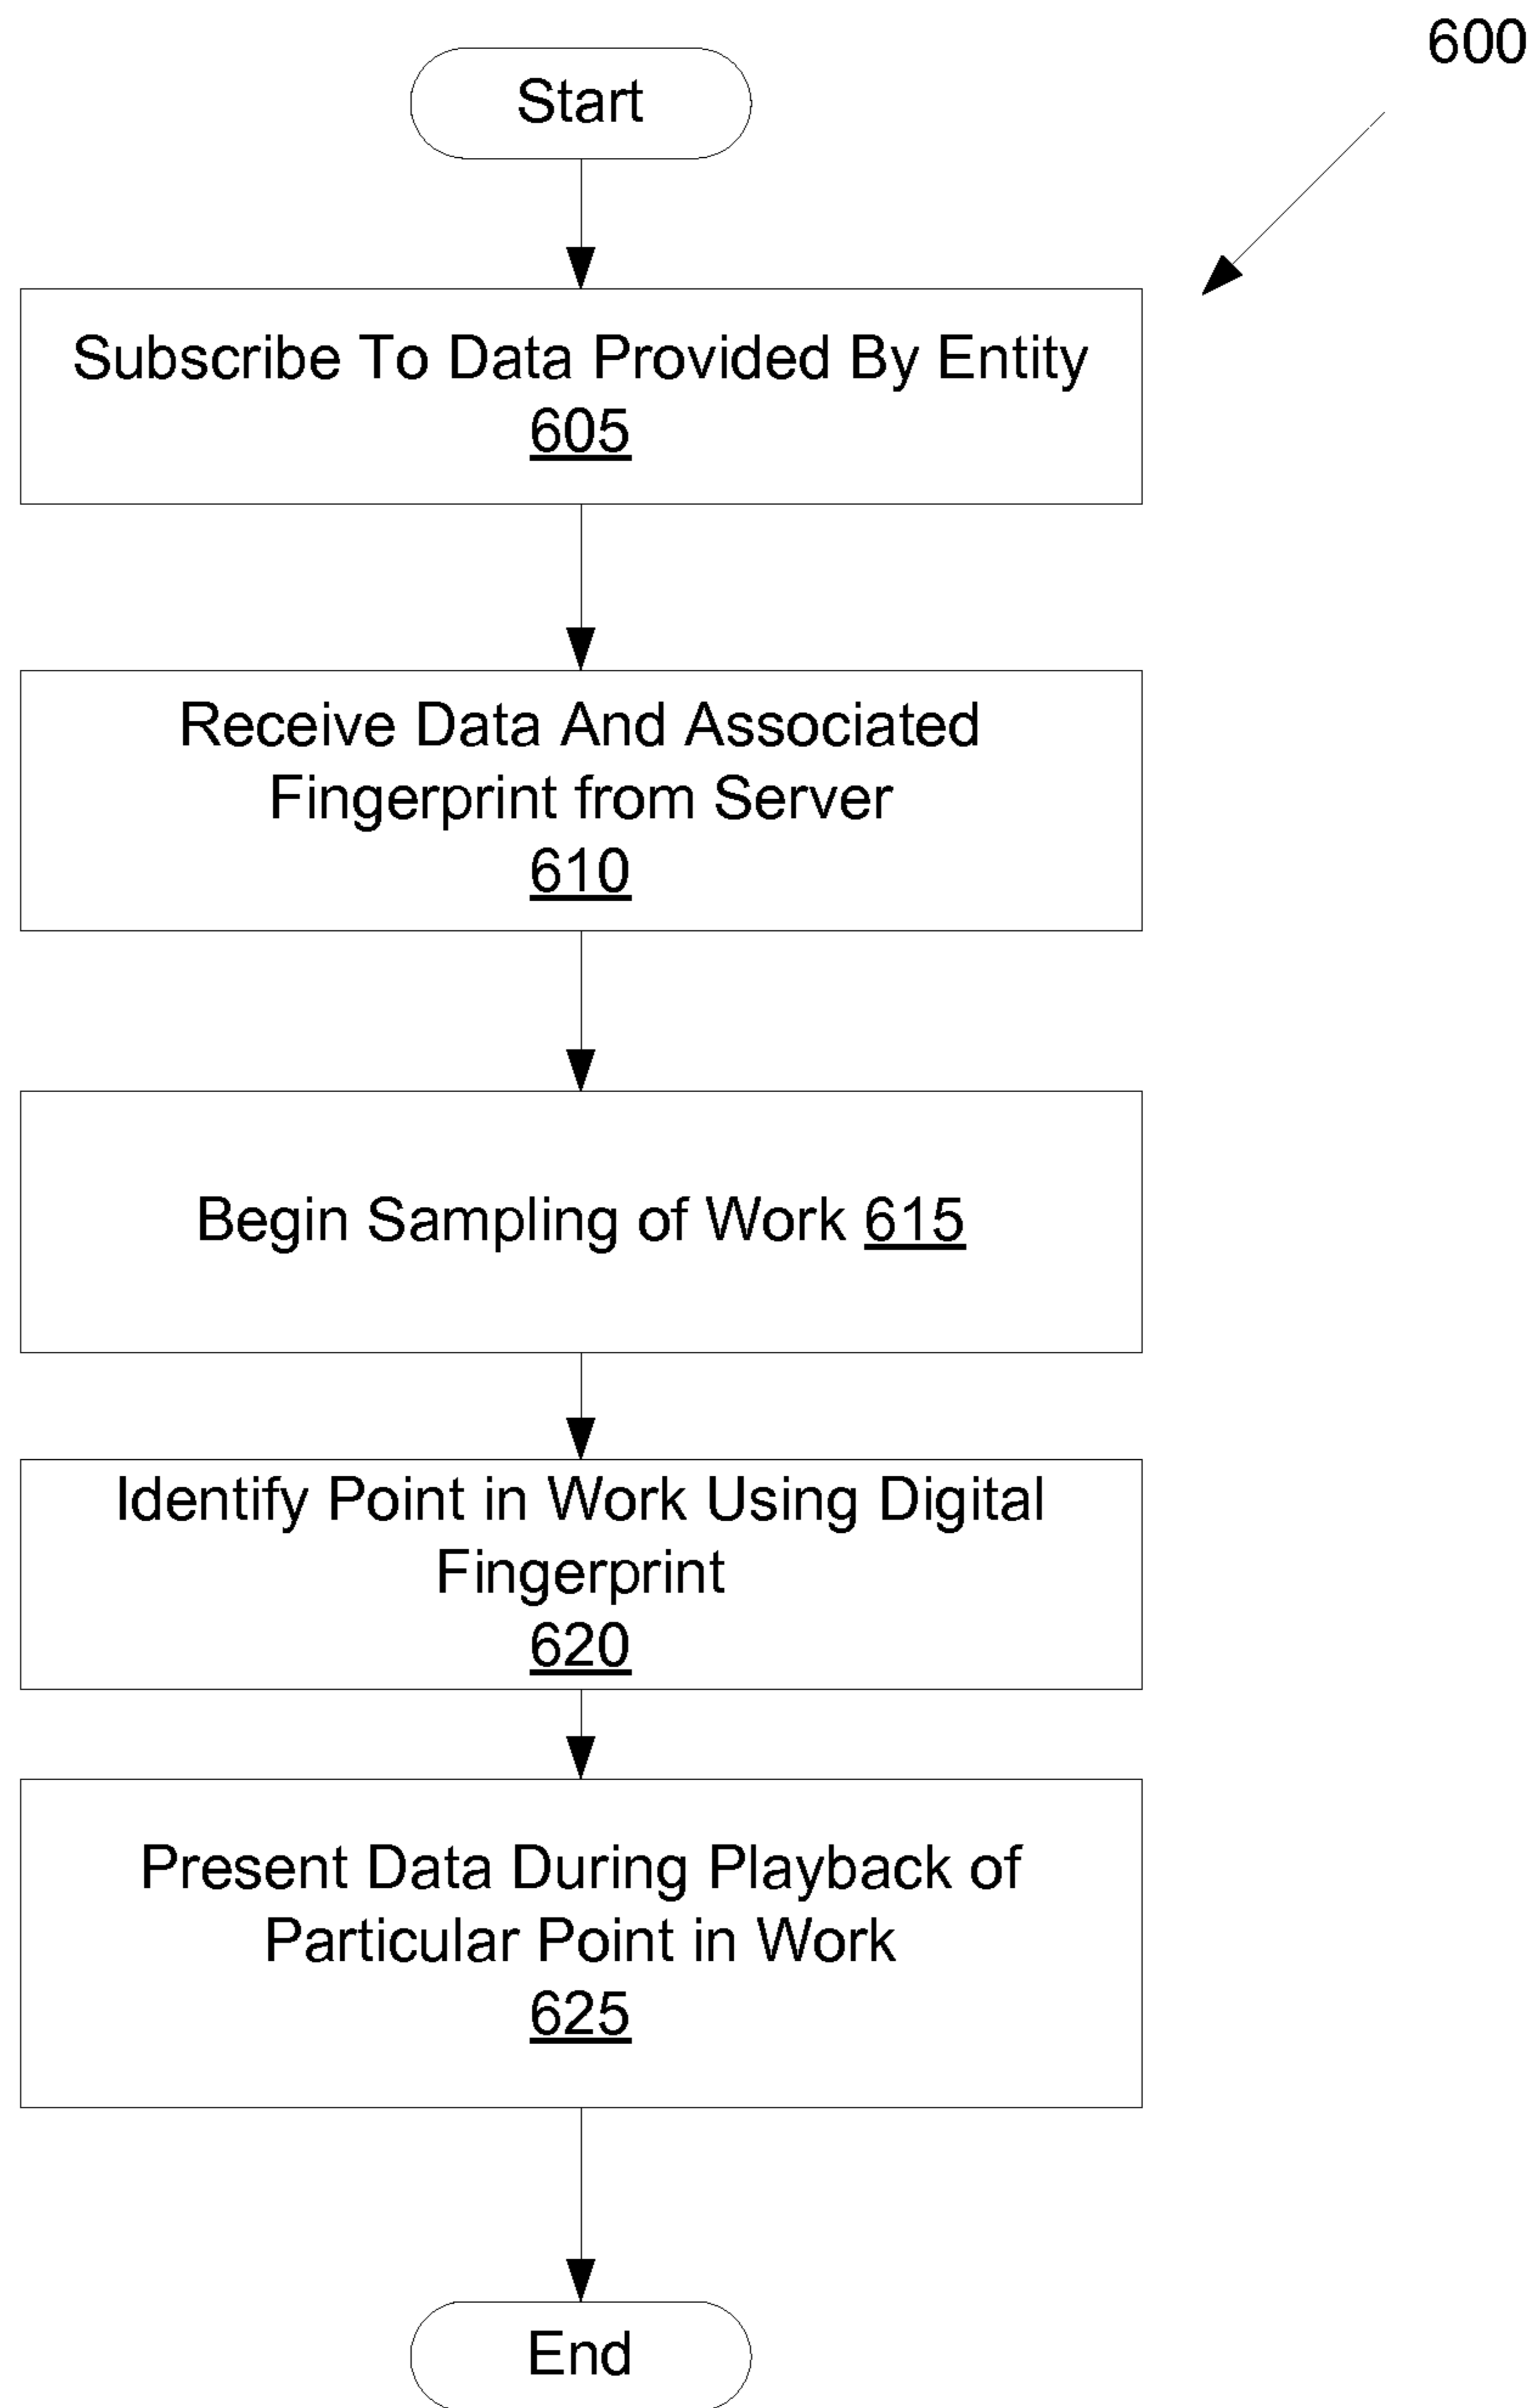 600
Start
Subscribe To Data Provided By Entity
605
Receive Data And Associated
Fingerprint from Server
610
Begin Sampling of Work 615
Identify Point in Work Using Digital
Fingerprint
620
Present Data During Playback of
Particular Point in Work
625
End